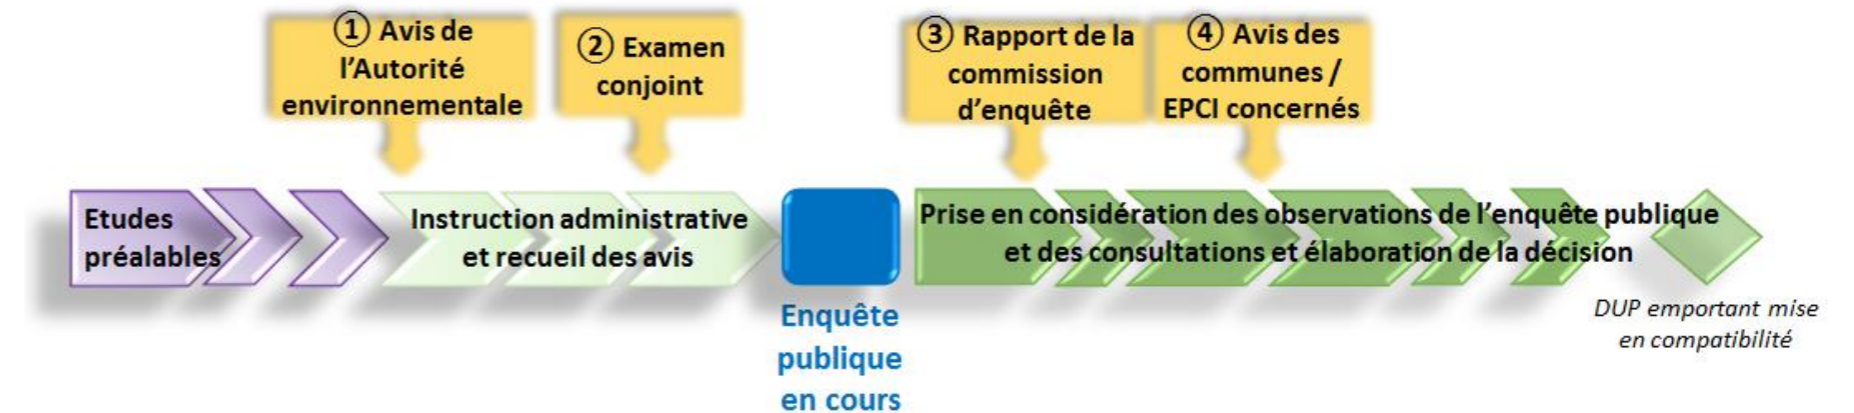 ① Avis de
l'Autorité
environnementale
② Examen
conjoint
③ Rapport de la
commission
d'enquête
④ Avis des
communes /
EPCI concernés
Etudes
préalables
Instruction administrative
et recueil des avis
Enquête
publique
en cours
Prise en considération des observations de l'enquête publique
et des consultations et élaboration de la décision
DUP emportant mise
en compatibilité